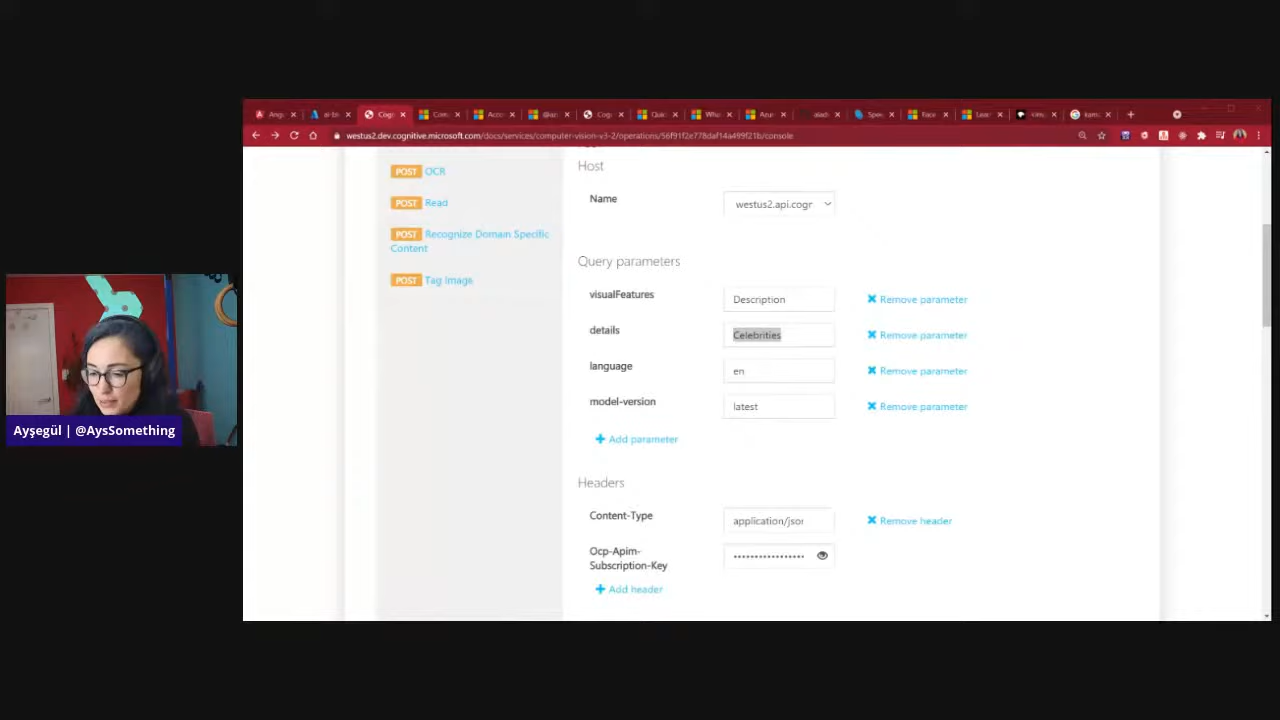 Cog
westus2.dev.cognitive.microsoft.com/docs/services/computer-vision-v3-2/operations/56f91f2e778daf14a499f21b/console
POST OCR
POST Read
POST Recognize Domain Specific
Content
POST Tag Image
Host
Name
westus2.api.cogr
Query parameters
visualFeatures
Description
Remove parameter
details
Celebrities
Remove parameter
language
en
Remove parameter
model-version
latest
Remove parameter
Add parameter
Headers
Content-Type
application/jsor
Remove header
Ocp-Apim-
Subscription-Key
Add header
Ayşegül | @AysSomething